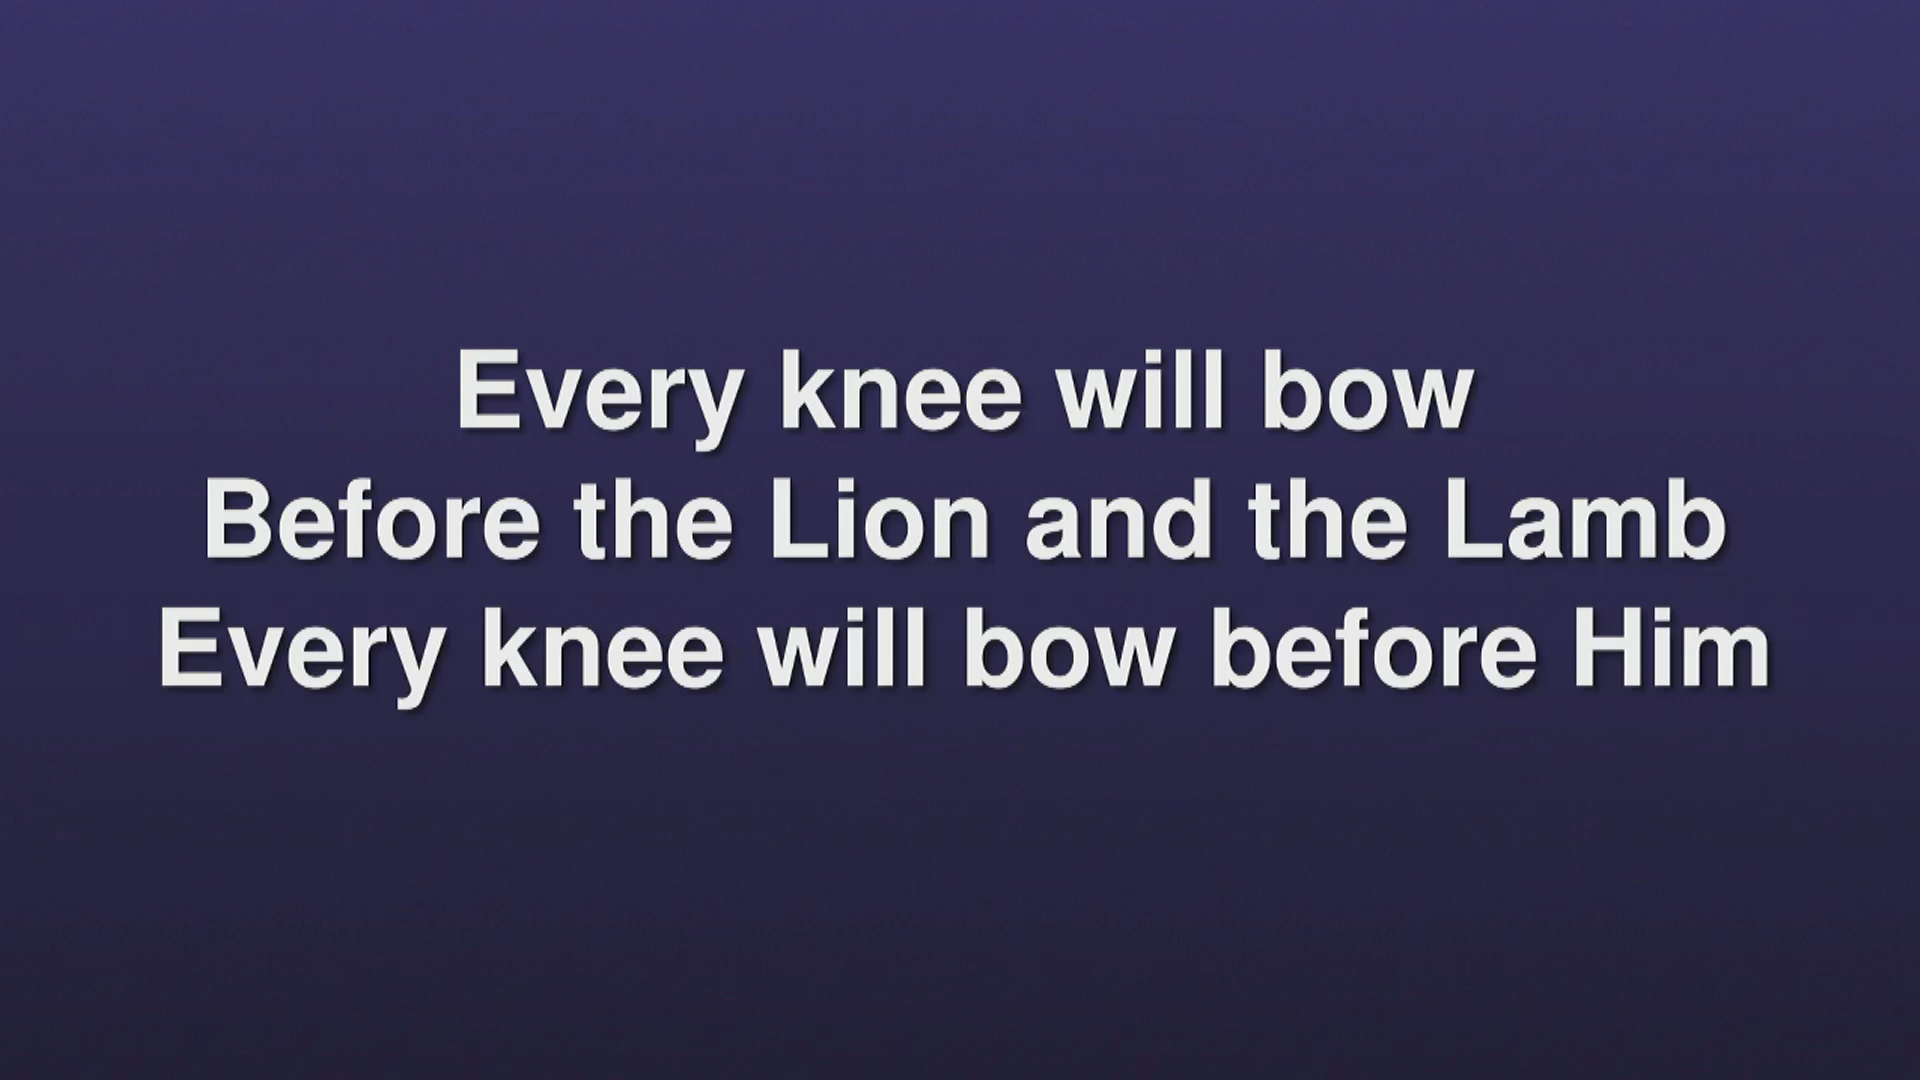 Every knee will bow
Before the Lion and the Lamb
Every knee will bow before Him